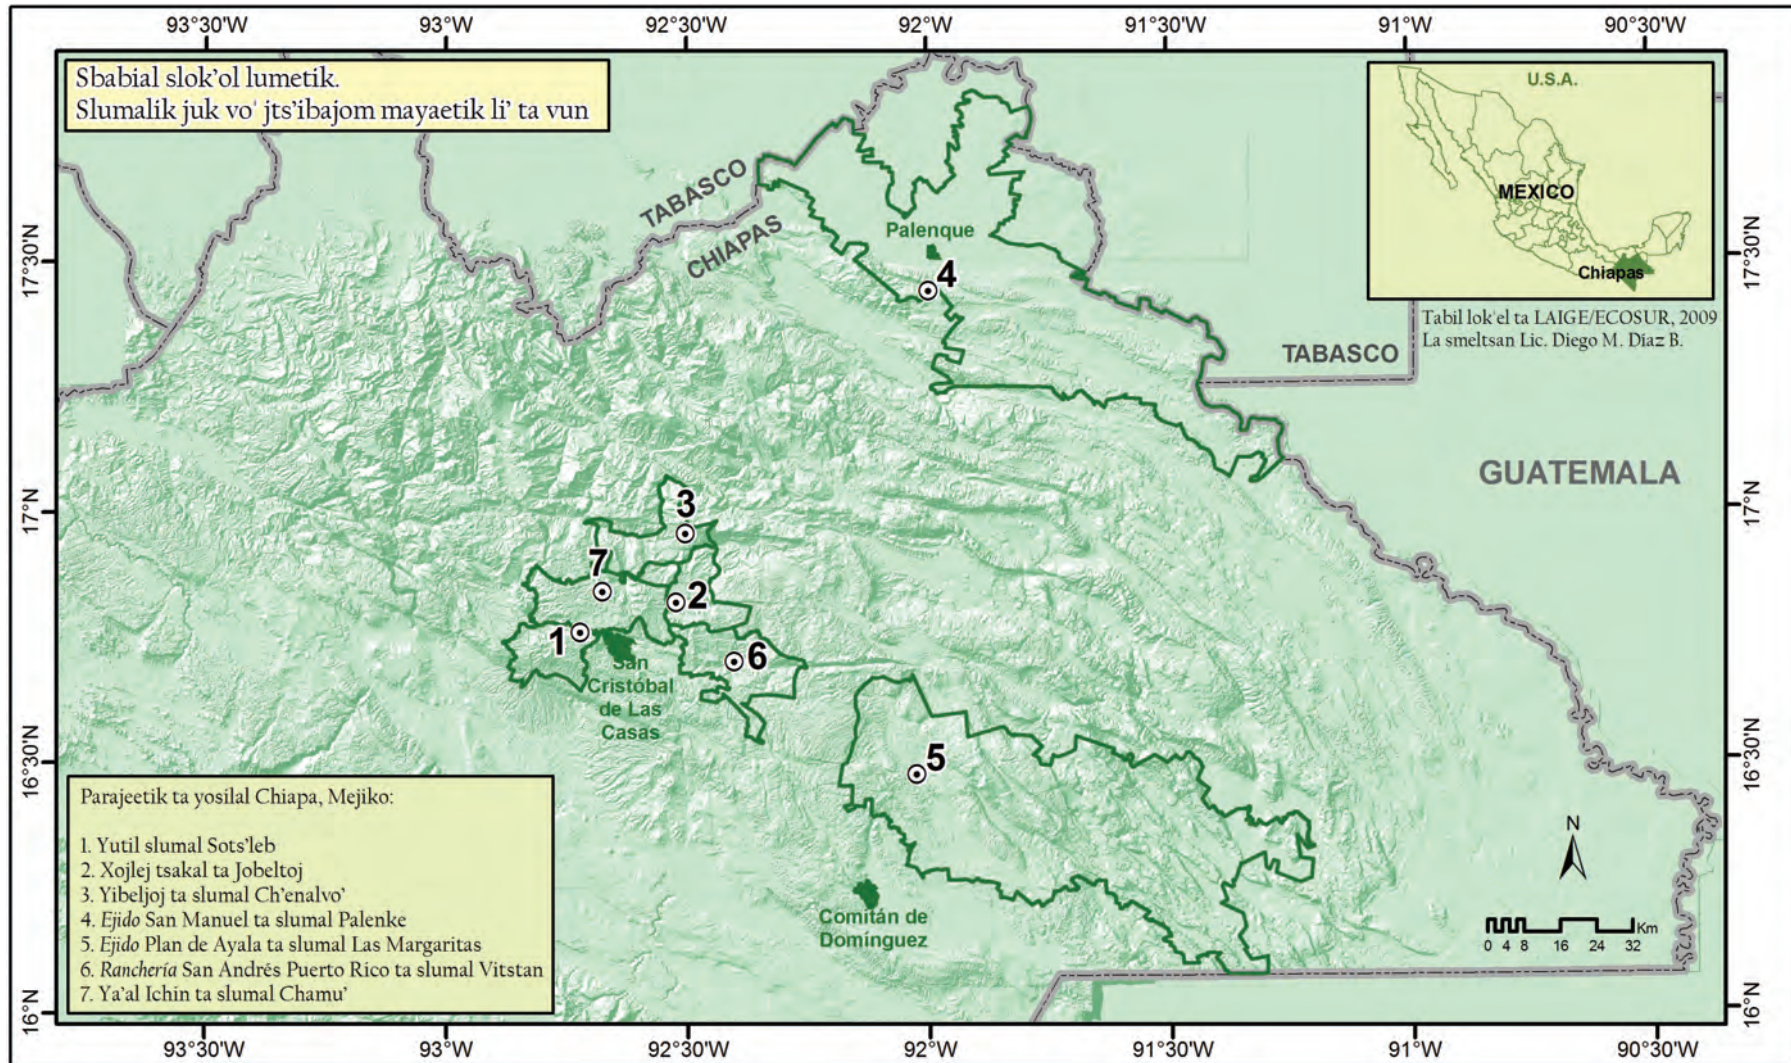 93°30'W 93°W 92°30'W 92°W 91°30'W 91°W 90°30'W
Sbabial slok'ol lumetik.
Slumalik juk vo' jts'ibajom mayaetik li' ta vun
U.S.A.
MEXICO
Chiapas
Tabil lok'el ta LAIGE/ECOSUR, 2009
La smeltsan Lic. Diego M. Díaz B.
TABASCO
CHIAPAS
Palenque
4
TABASCO
GUATEMALA
17°30'N
17°30'N
17°N
17°N
3
7
2
1
6
San
Cristóbal
de Las
Casas
5
16°30'N
16°30'N
Comitán de
Domínguez
N
Km
0 4 8 16 24 32
Parajeetik ta yosilal Chiapa, Mejiko:
1. Yutil slumal Sots'leb
2. Xojlej tsakal ta Jobeltoj
3. Yibeljoj ta slumal Ch'enalvo'
4. Ejido San Manuel ta slumal Palenke
5. Ejido Plan de Ayala ta slumal Las Margaritas
6. Ranchería San Andrés Puerto Rico ta slumal Vitstan
7. Ya'al Ichin ta slumal Chamu'
16°N
16°N
93°30'W 93°W 92°30'W 92°W 91°30'W 91°W 90°30'W